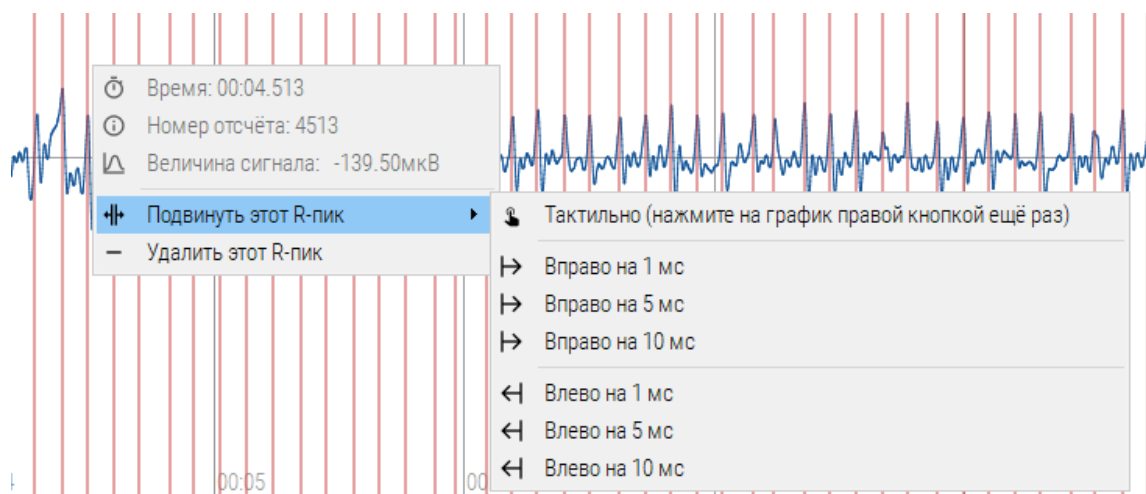 Время: 00:04.513
Номер отсчёта: 4513
Величина сигнала: -139.50мкВ
Подвинуть этот R-пик
Удалить этот R-пик
Тактильно (нажмите на график правой кнопкой ещё раз)
Вправо на 1 мс
Вправо на 5 мс
Вправо на 10 мс
Влево на 1 мс
Влево на 5 мс
Влево на 10 мс
00:05
00